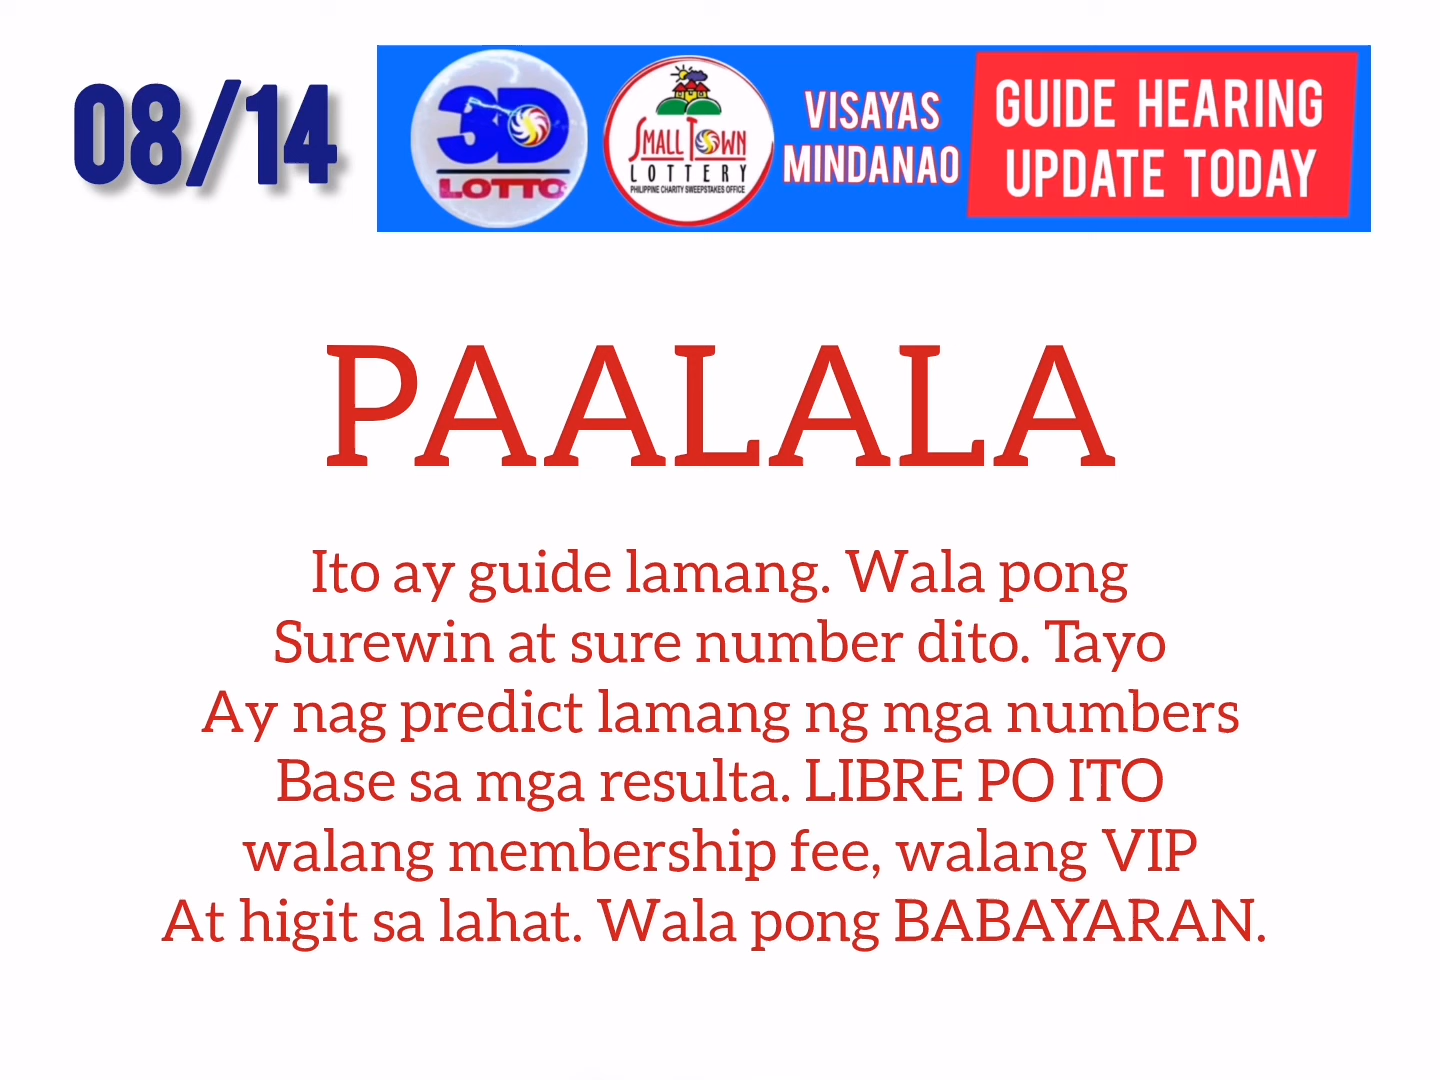 08/14
3D
LOTTO
SMALL TOWN
LOTTERY
PHILIPPINE CHARITY SWEEPSTAKES OFFICE
VISAYAS
MINDANAO
GUIDE HEARING
UPDATE TODAY
PAALALA
Ito ay guide lamang. Wala pong
Surewin at sure number dito. Tayo
Ay nag predict lamang ng mga numbers
Base sa mga resulta. LIBRE PO ITO
walang membership fee, walang VIP
At higit sa lahat. Wala pong BABAYARAN.